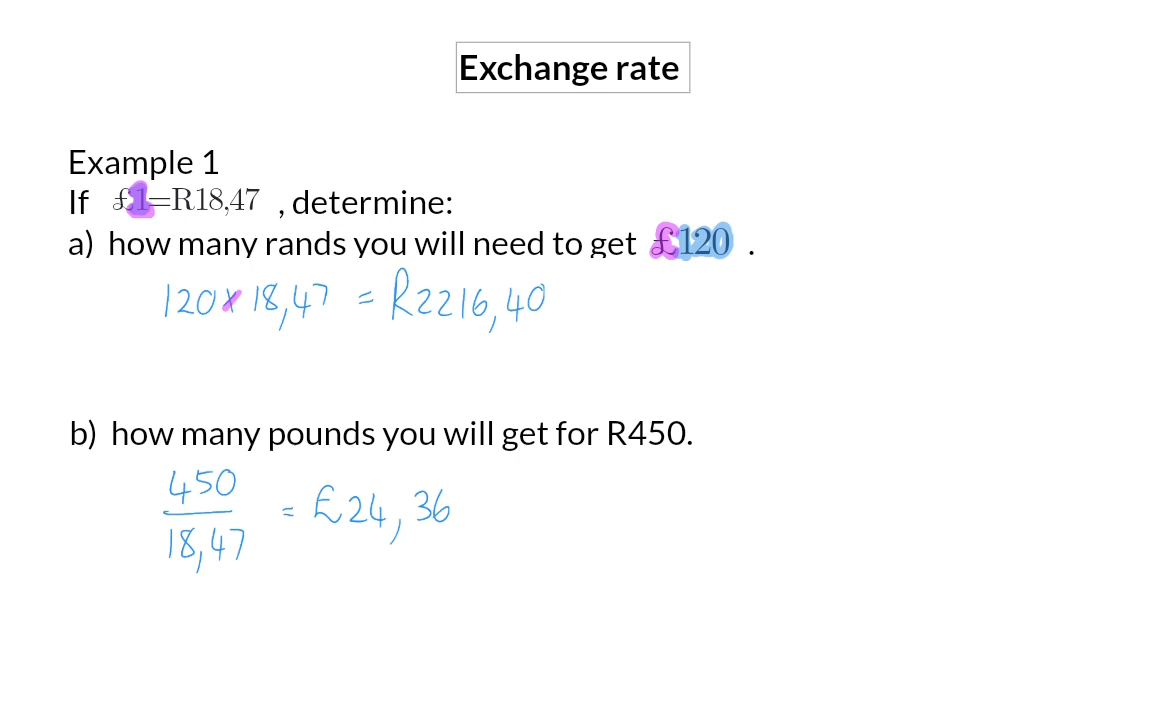 Exchange rate
Example 1
If £1=R18,47 , determine:
a) how many rands you will need to get £120 .
120 x 18,47 = R2216,40
b) how many pounds you will get for R450.
450
18,47
= £24,36